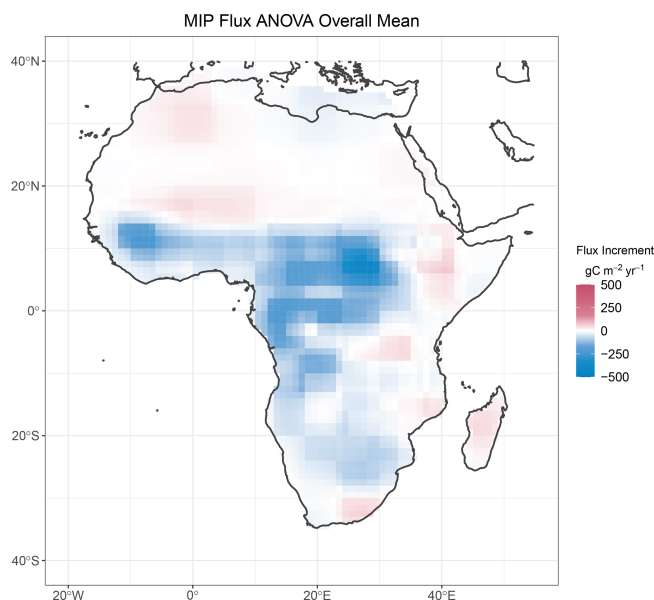 MIP Flux ANOVA Overall Mean
40°N
20°N
0°
20°S
40°S
20°W
0°
20°E
40°E
Flux Increment
gC m⁻² yr⁻¹
500
250
0
−250
−500